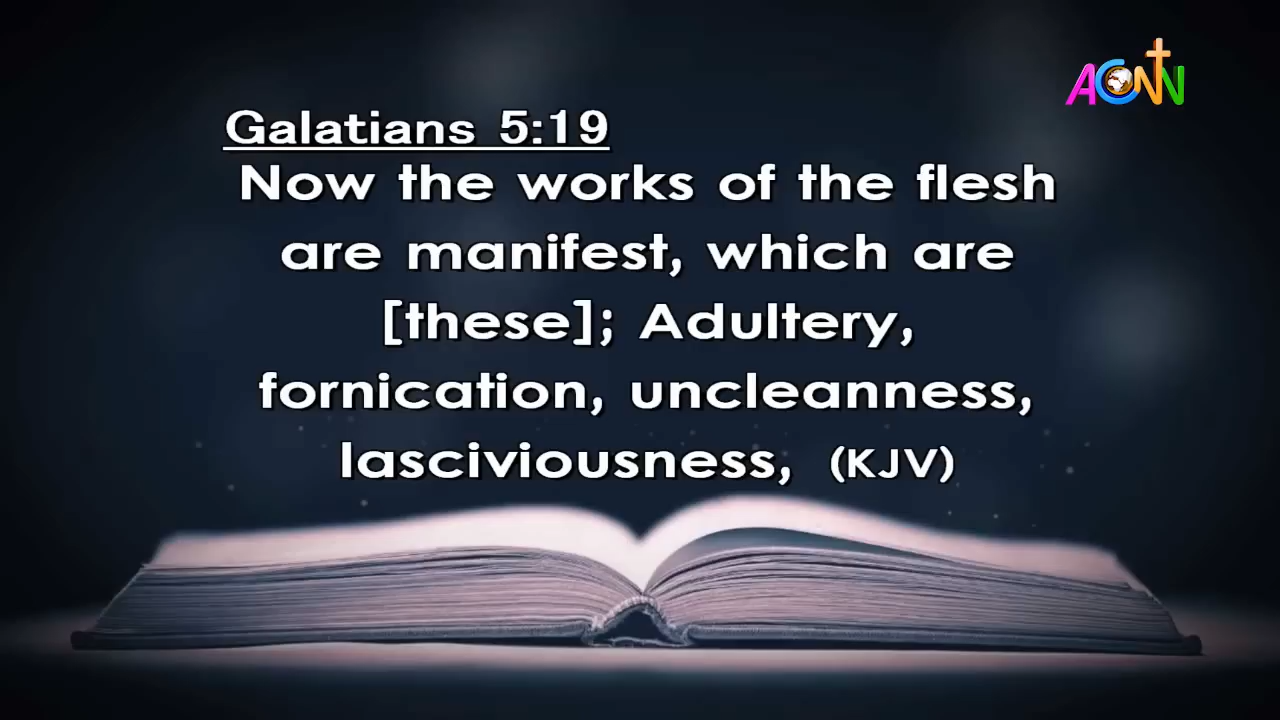 ACNN
Galatians 5:19
Now the works of the flesh
are manifest, which are
[these]; Adultery,
fornication, uncleanness,
lasciviousness, (KJV)